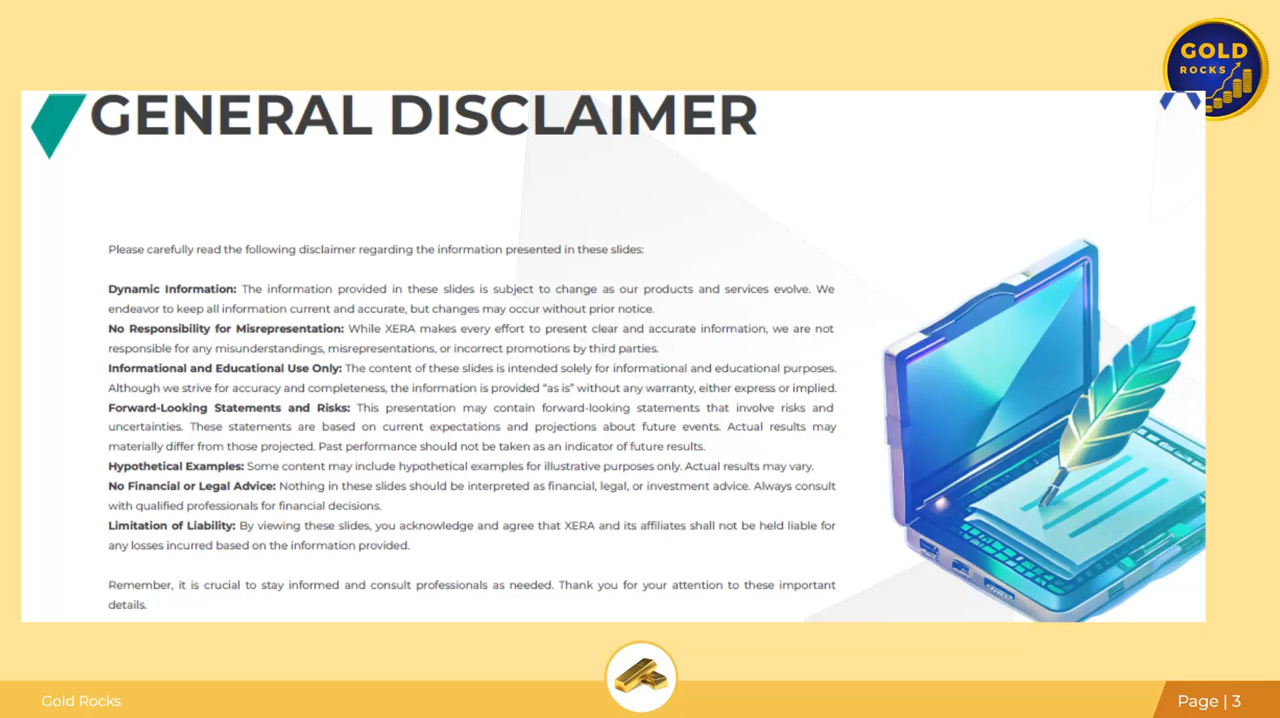 GOLD
ROCKS
GENERAL DISCLAIMER
Please carefully read the following disclaimer regarding the information presented in these slides:
Dynamic Information: The information provided in these slides is subject to change as our products and services evolve. We
endeavor to keep all information current and accurate, but changes may occur without prior notice.
No Responsibility for Misrepresentation: While XERA makes every effort to present clear and accurate information, we are not
responsible for any misunderstandings, misrepresentations, or incorrect promotions by third parties.
Informational and Educational Use Only: The content of these slides is intended solely for informational and educational purposes.
Although we strive for accuracy and completeness, the information is provided “as is” without any warranty, either express or implied.
Forward-Looking Statements and Risks: This presentation may contain forward-looking statements that involve risks and
uncertainties. These statements are based on current expectations and projections about future events. Actual results may
materially differ from those projected. Past performance should not be taken as an indicator of future results.
Hypothetical Examples: Some content may include hypothetical examples for illustrative purposes only. Actual results may vary.
No Financial or Legal Advice: Nothing in these slides should be interpreted as financial, legal, or investment advice. Always consult
with qualified professionals for financial decisions.
Limitation of Liability: By viewing these slides, you acknowledge and agree that XERA and its affiliates shall not be held liable for
any losses incurred based on the information provided.
Remember, it is crucial to stay informed and consult professionals as needed. Thank you for your attention to these important
details.
Gold Rocks
Page | 3